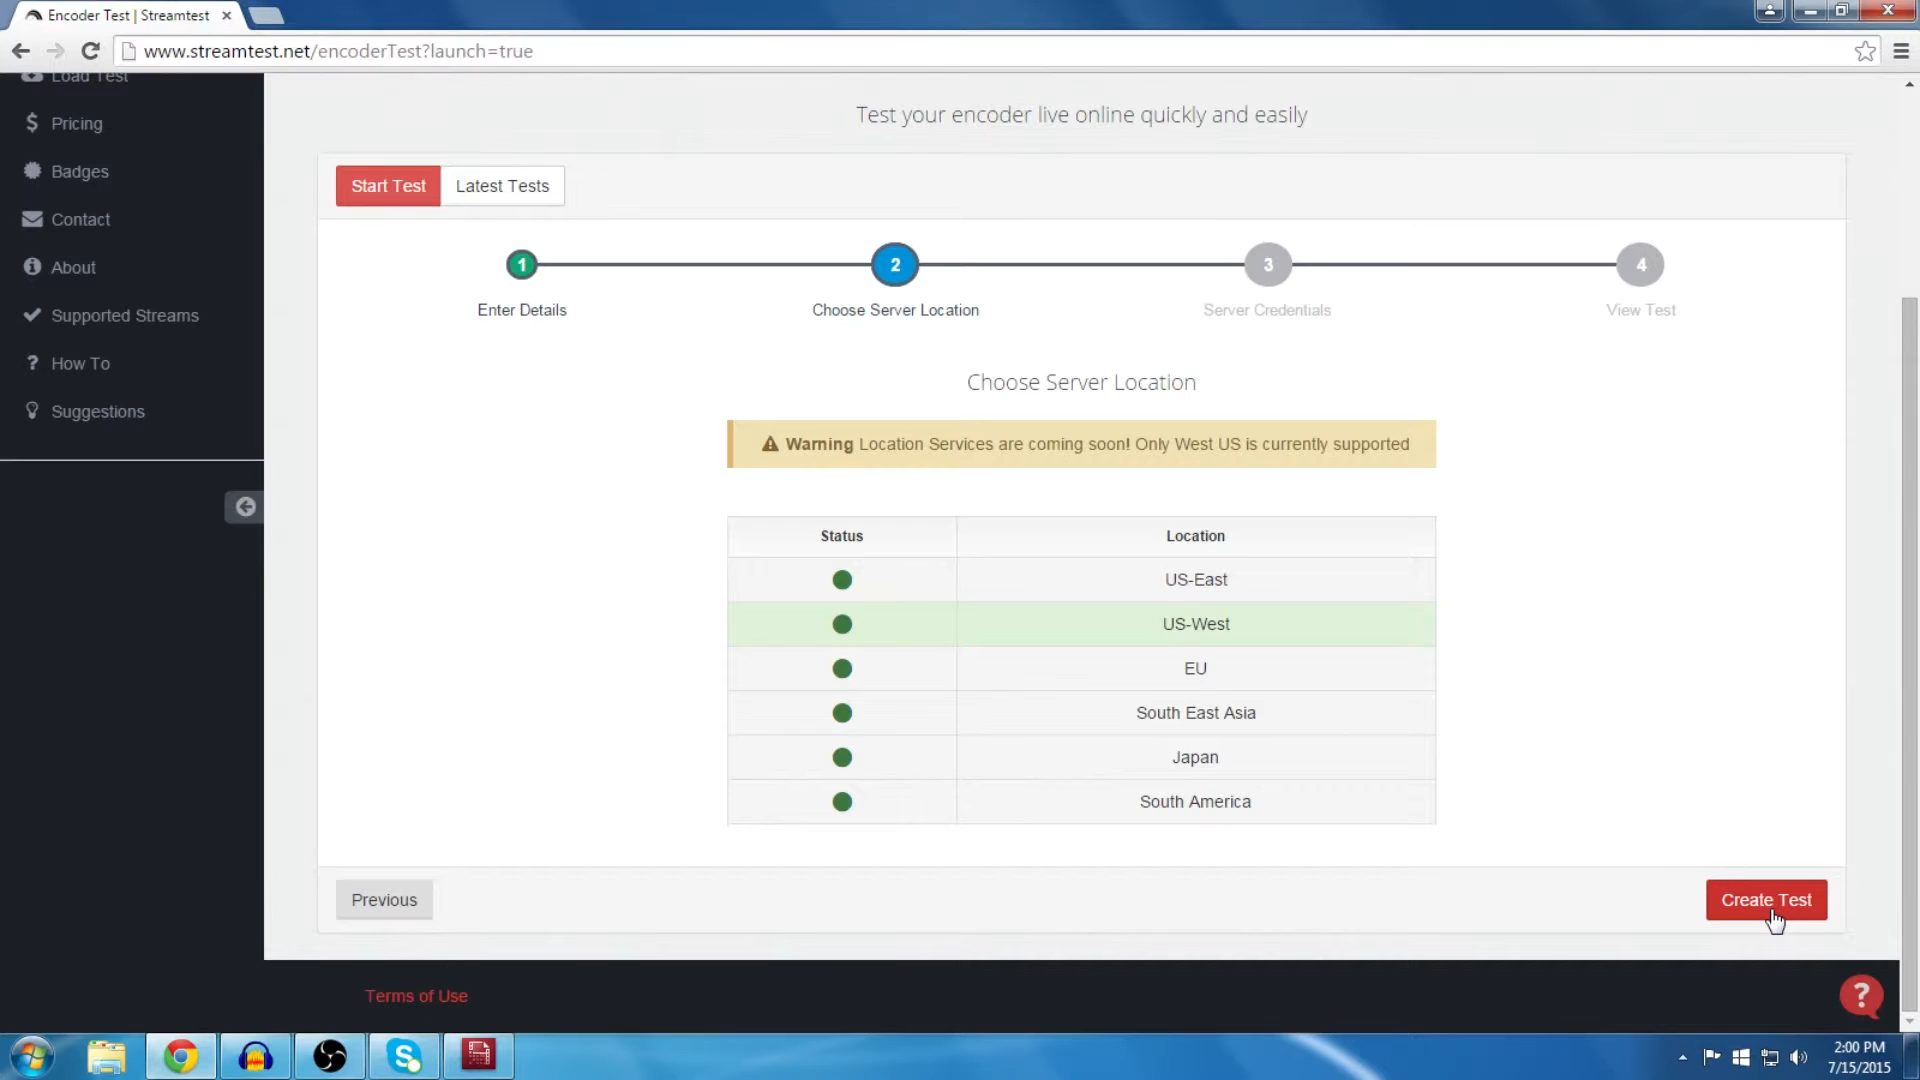 Encoder Test | Streamtest
www.streamtest.net/encoderTest?launch=true
Load Test
Pricing
Badges
Contact
About
Supported Streams
How To
Suggestions
Test your encoder live online quickly and easily
Start Test
Latest Tests
1
2
3
4
Enter Details
Choose Server Location
Server Credentials
View Test
Choose Server Location
Warning Location Services are coming soon! Only West US is currently supported
Status
Location
US-East
US-West
EU
South East Asia
Japan
South America
Previous
Create Test
Terms of Use
?
2:00 PM
7/15/2015